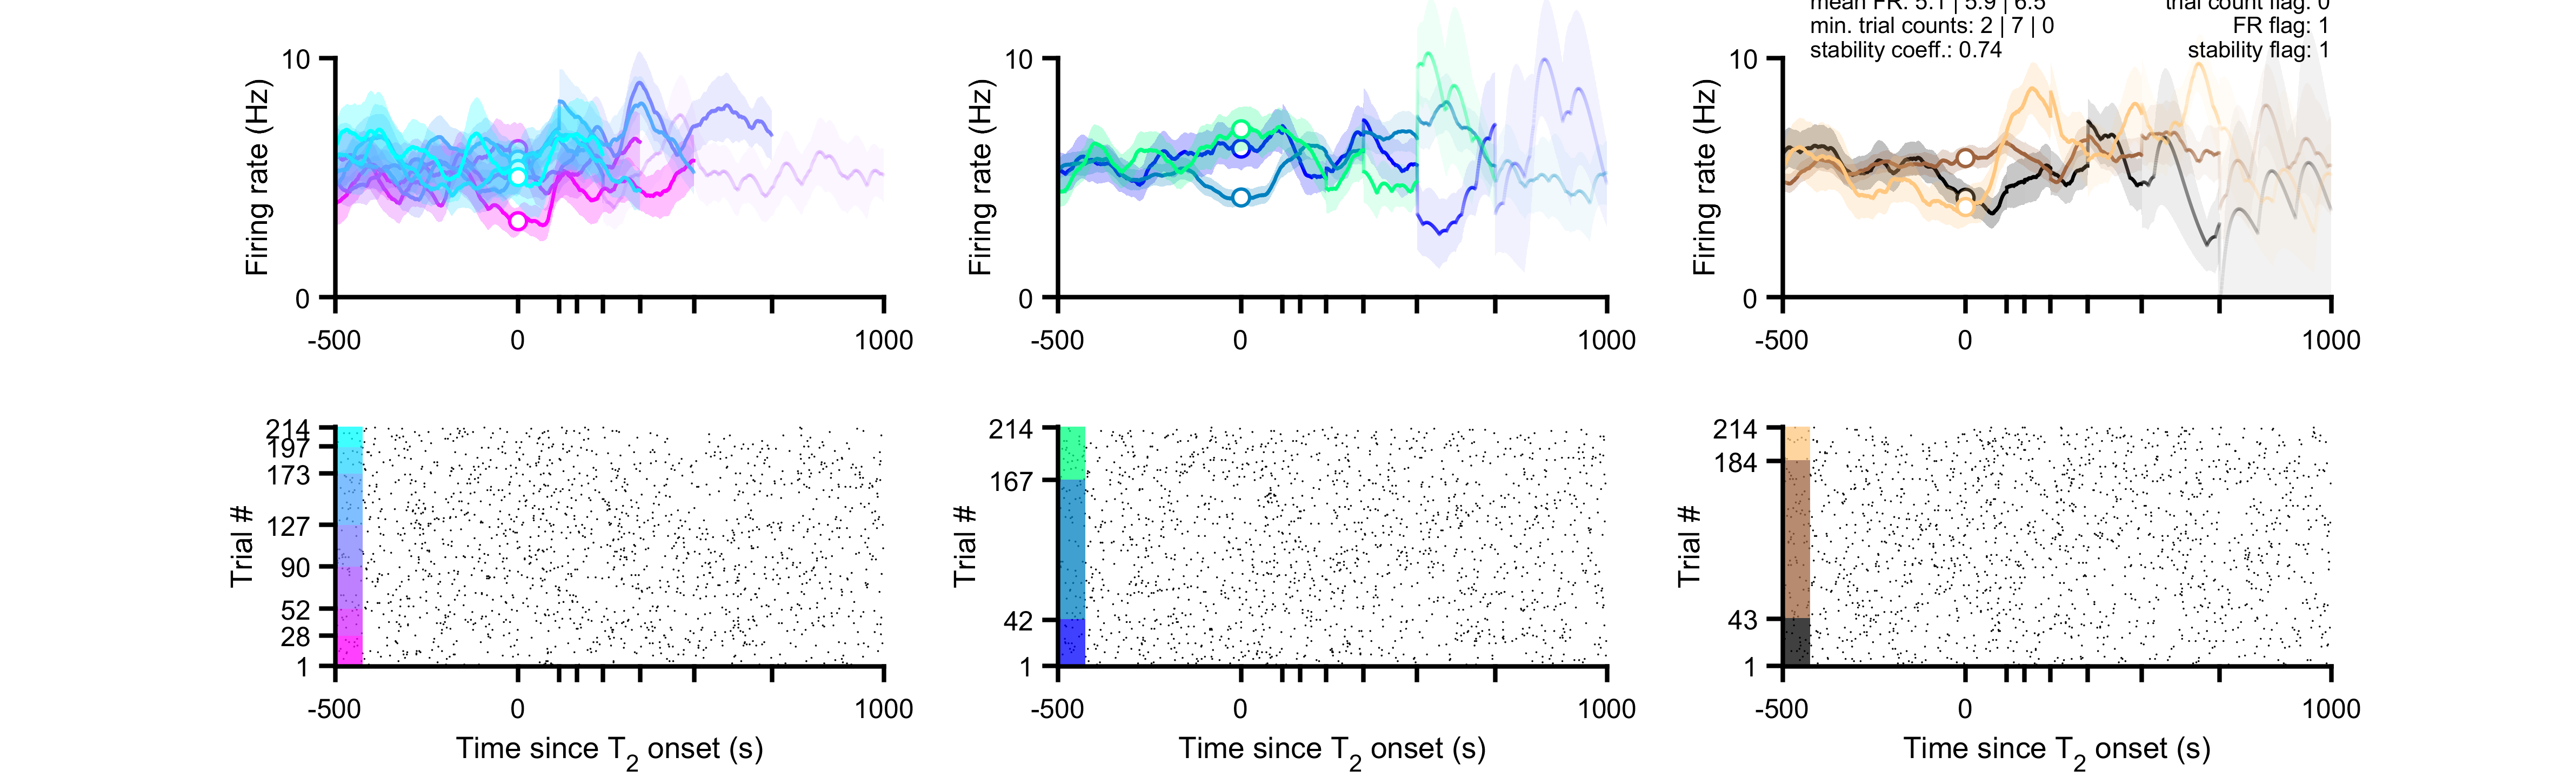 mean FR: 5.1 | 5.9 | 6.5 trial count flag: 0
min. trial counts: 2 | 7 | 0 FR flag: 1
stability coeff.: 0.74 stability flag: 1
10
Firing rate (Hz)
0
-500 0 1000
10
Firing rate (Hz)
0
-500 0 1000
10
Firing rate (Hz)
0
-500 0 1000
214
197
173
127
90
52
28
1
Trial #
-500 0 1000
Time since T2 onset (s)
214
167
42
1
Trial #
-500 0 1000
Time since T2 onset (s)
214
184
43
1
Trial #
-500 0 1000
Time since T2 onset (s)